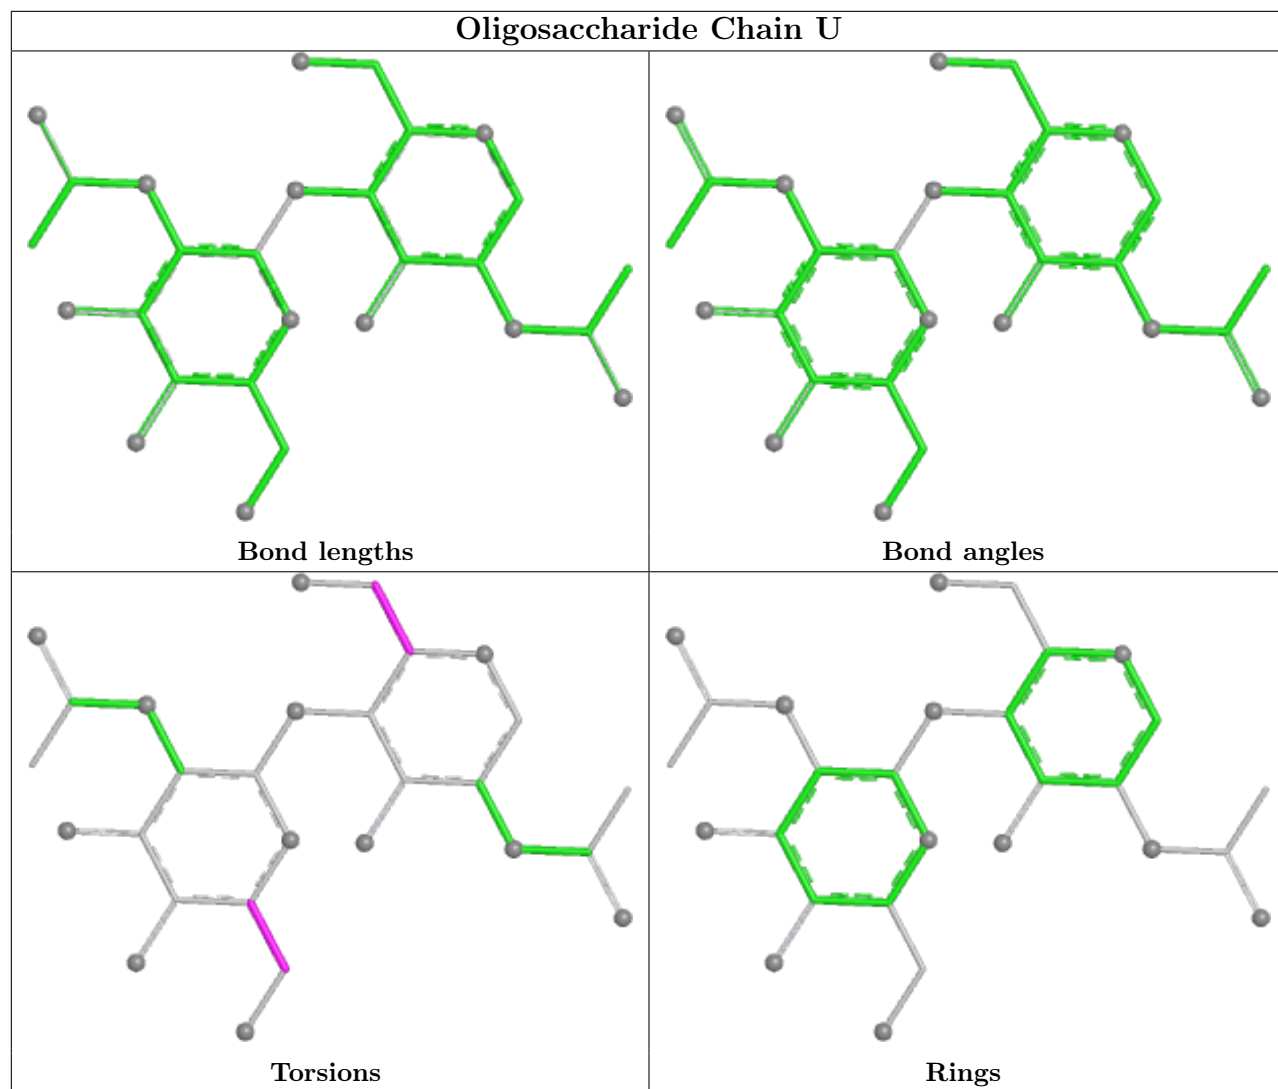 Oligosaccharide Chain U
Bond lengths
Bond angles
Torsions
Rings